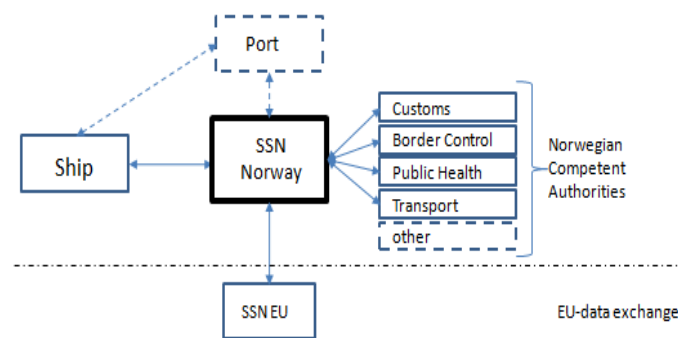 Port
Ship
SSN
Norway
Customs
Border Control
Public Health
Transport
other
Norwegian
Competent
Authorities
SSN EU
EU-data exchange